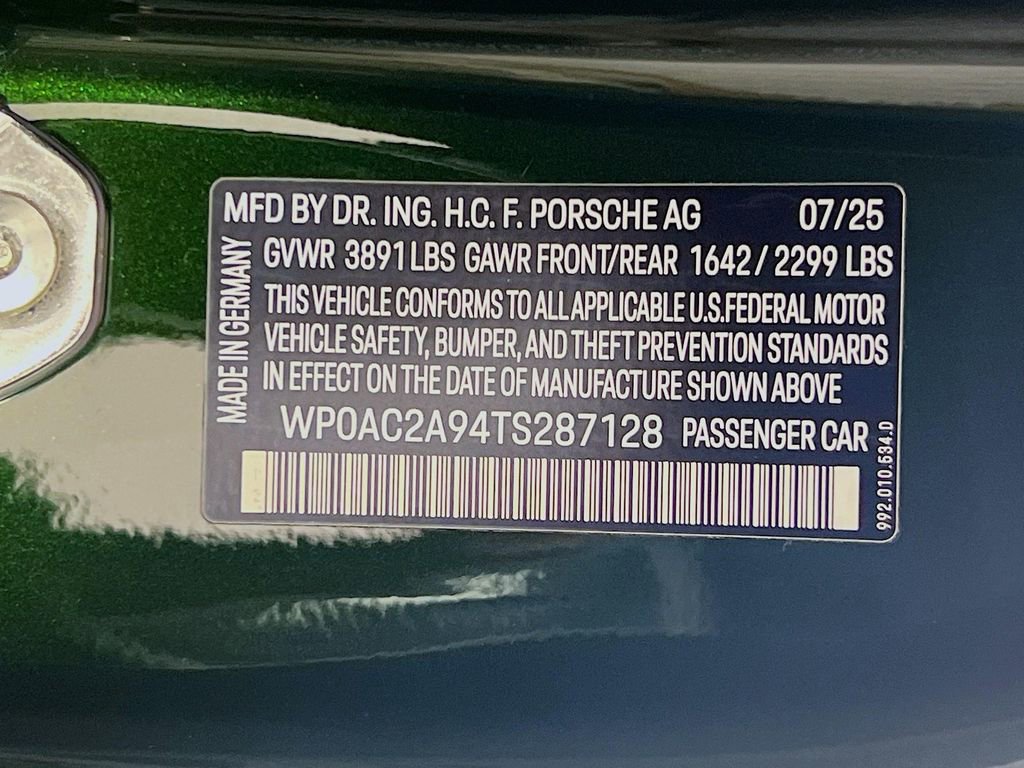 MFD BY DR. ING. H.C. F. PORSCHE AG 07/25
GVWR 3891 LBS GAWR FRONT/REAR 1642 / 2299 LBS
THIS VEHICLE CONFORMS TO ALL APPLICABLE U.S.FEDERAL MOTOR
VEHICLE SAFETY, BUMPER, AND THEFT PREVENTION STANDARDS
IN EFFECT ON THE DATE OF MANUFACTURE SHOWN ABOVE
WP0AC2A94TS287128 PASSENGER CAR
MADE IN GERMANY
992.010.534.D